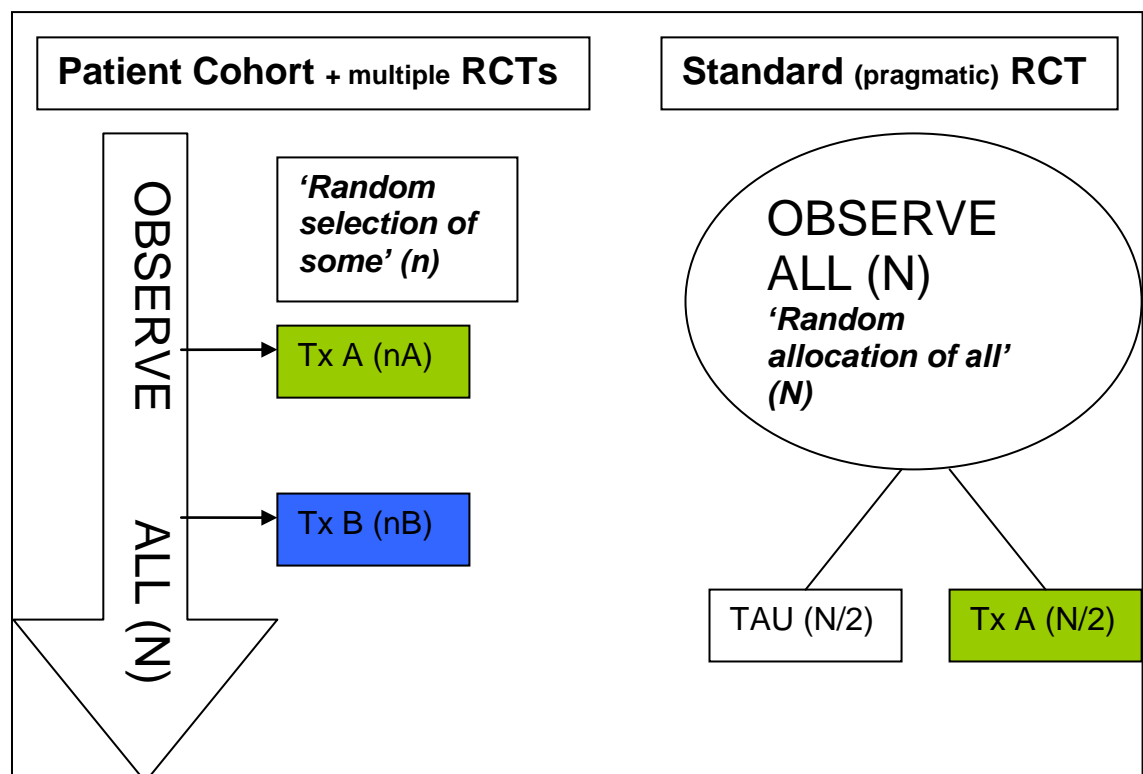 Patient Cohort + multiple RCTs
OBSERVE ALL (N)
‘Random
selection of
some’ (n)
Tx A (nA)
Tx B (nB)
Standard (pragmatic) RCT
OBSERVE
ALL (N)
‘Random
allocation of all’
(N)
TAU (N/2)
Tx A (N/2)